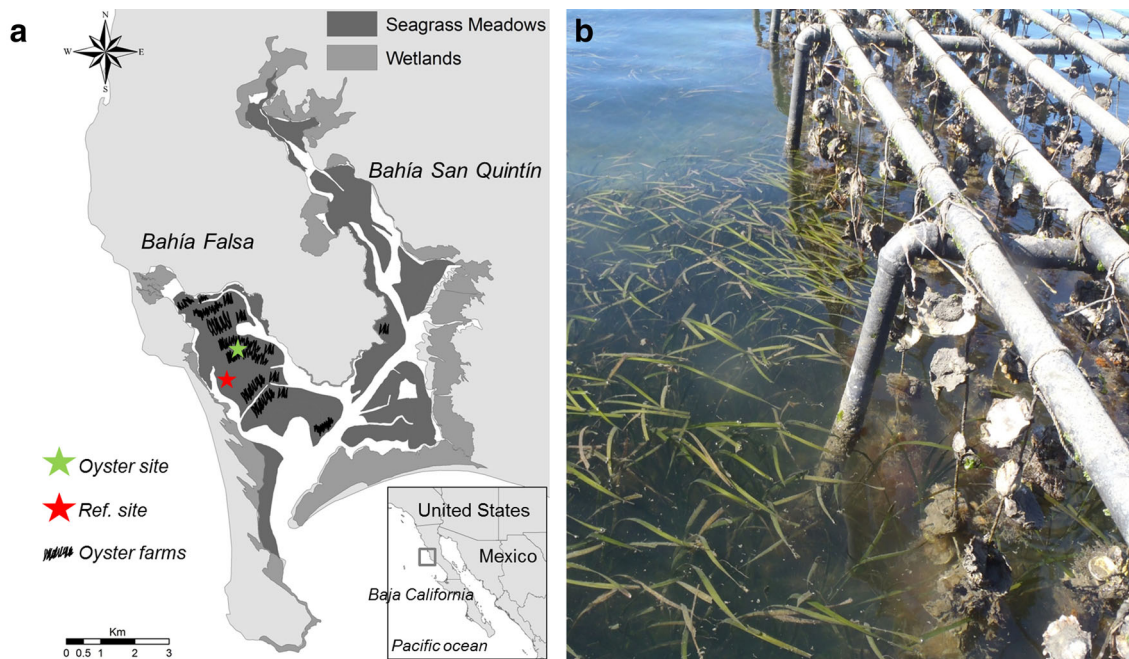 a
N
W
E
S
Seagrass Meadows
Wetlands
Bahía San Quintín
Bahía Falsa
Oyster site
Ref. site
Oyster farms
Km
0 0.5 1 2 3
United States
Mexico
Baja California
Pacific ocean
b